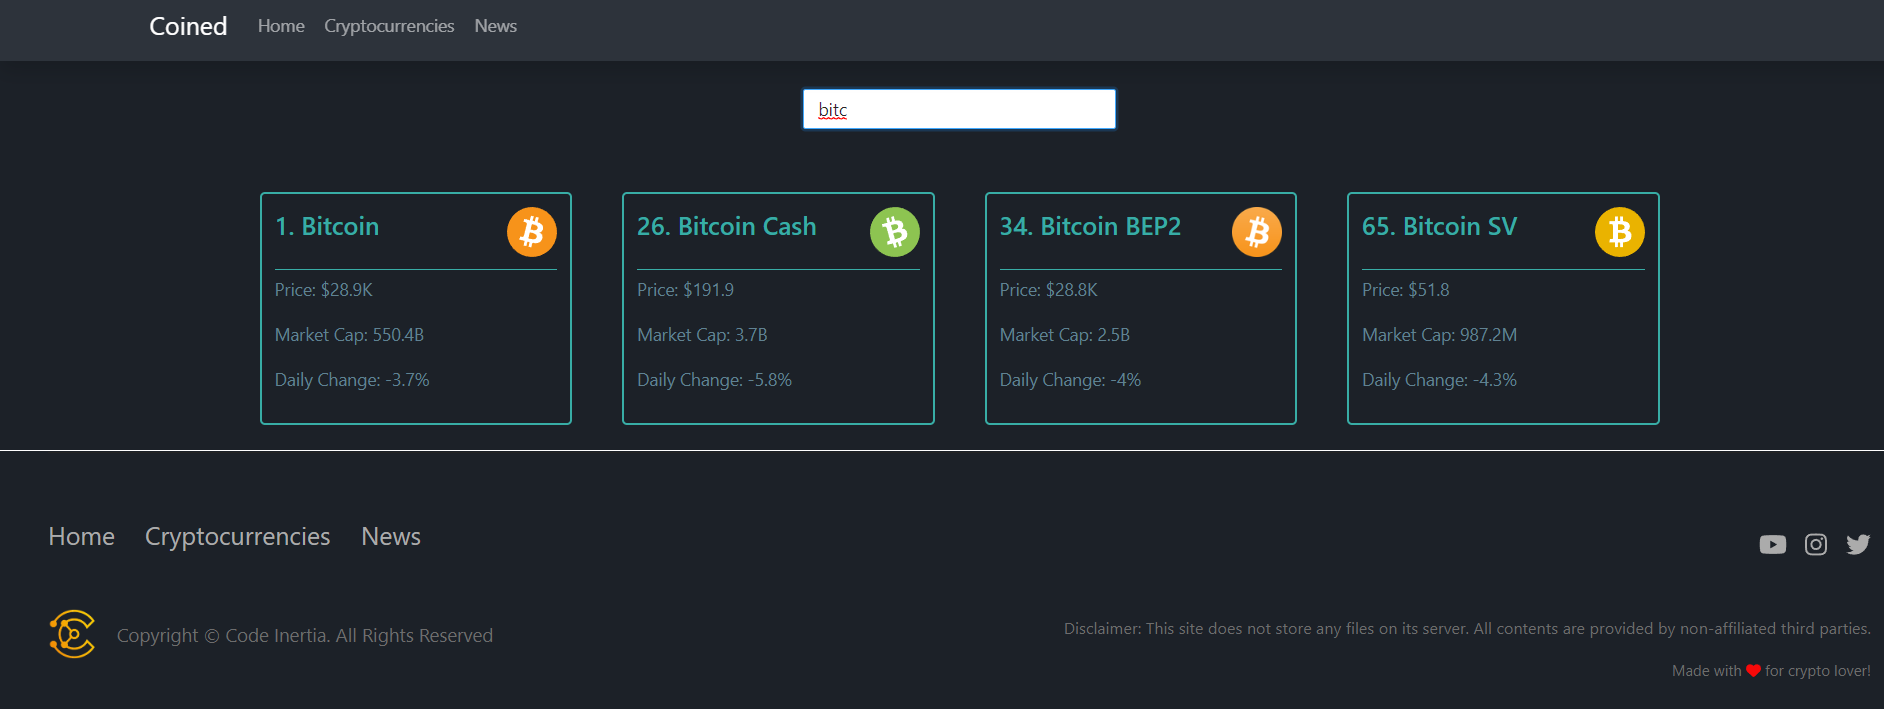 Coined Home Cryptocurrencies News
bitc
1. Bitcoin
Price: $28.9K
Market Cap: 550.4B
Daily Change: -3.7%
26. Bitcoin Cash
Price: $191.9
Market Cap: 3.7B
Daily Change: -5.8%
34. Bitcoin BEP2
Price: $28.8K
Market Cap: 2.5B
Daily Change: -4%
65. Bitcoin SV
Price: $51.8
Market Cap: 987.2M
Daily Change: -4.3%
Home Cryptocurrencies News
Copyright © Code Inertia. All Rights Reserved
Disclaimer: This site does not store any files on its server. All contents are provided by non-affiliated third parties.
Made with ❤ for crypto lover!